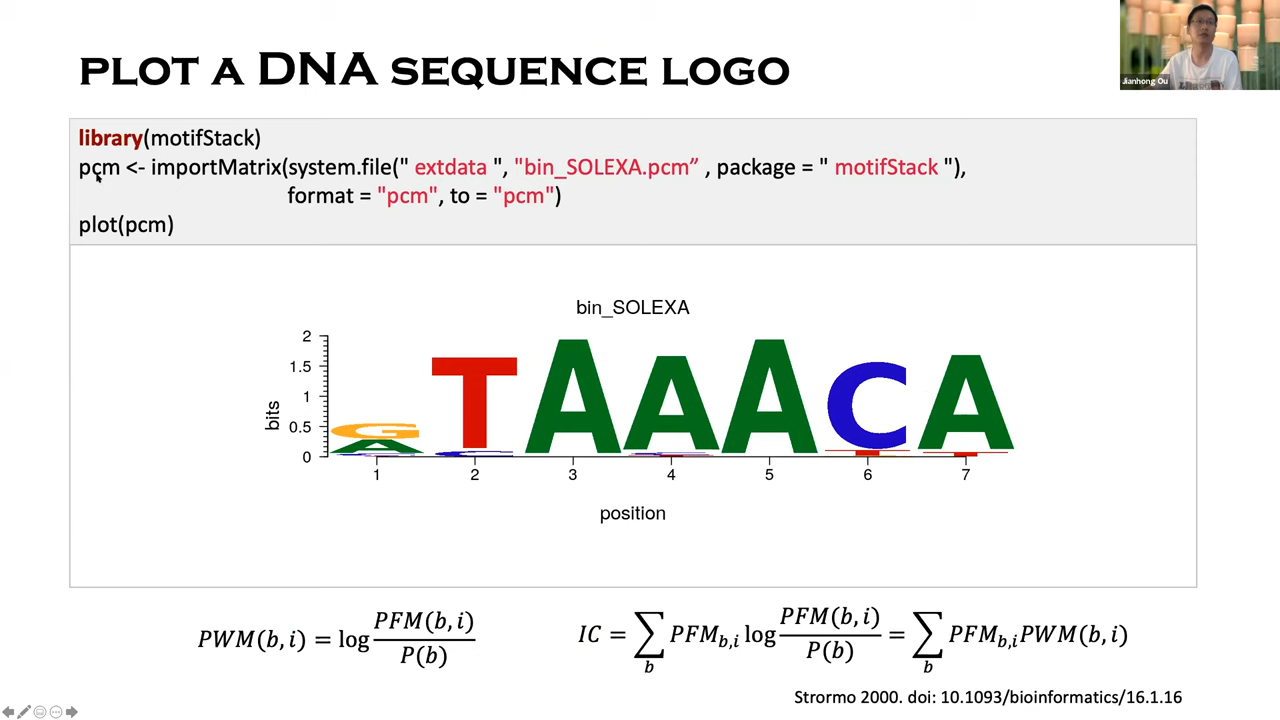 PLOT A DNA SEQUENCE LOGO
Jianhong Ou
library(motifStack)
pcm <- importMatrix(system.file(" extdata ", "bin_SOLEXA.pcm” , package = " motifStack "),
format = "pcm", to = "pcm")
plot(pcm)
bin_SOLEXA
2
1.5
1
0.5
0
bits
G
A
T
C
A
A
A
C
T
A
T
1 2 3 4 5 6 7
position
PWM(b, i) = log PFM(b, i) / P(b)
IC = ∑b PFMb,i log PFM(b, i) / P(b) = ∑b PFMb,i PWM(b, i)
Strormo 2000. doi: 10.1093/bioinformatics/16.1.16